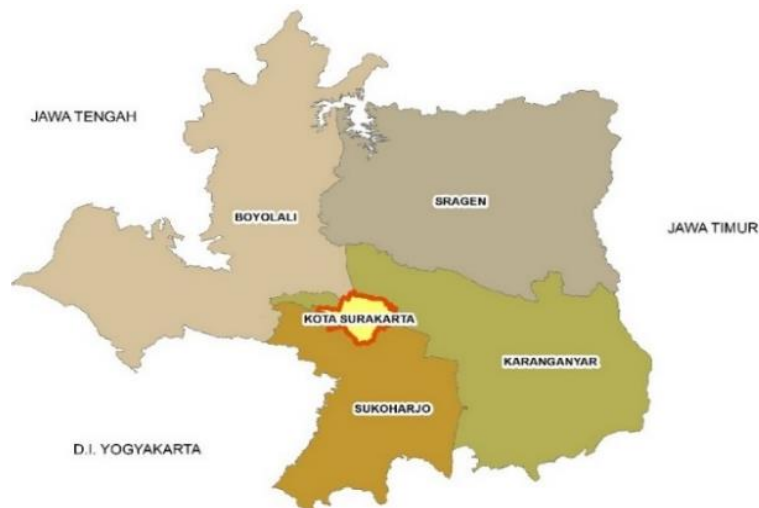 JAWA TENGAH
BOYOLALI
SRAGEN
JAWA TIMUR
KOTA SURAKARTA
KARANGANYAR
SUKOHARJO
D.I. YOGYAKARTA